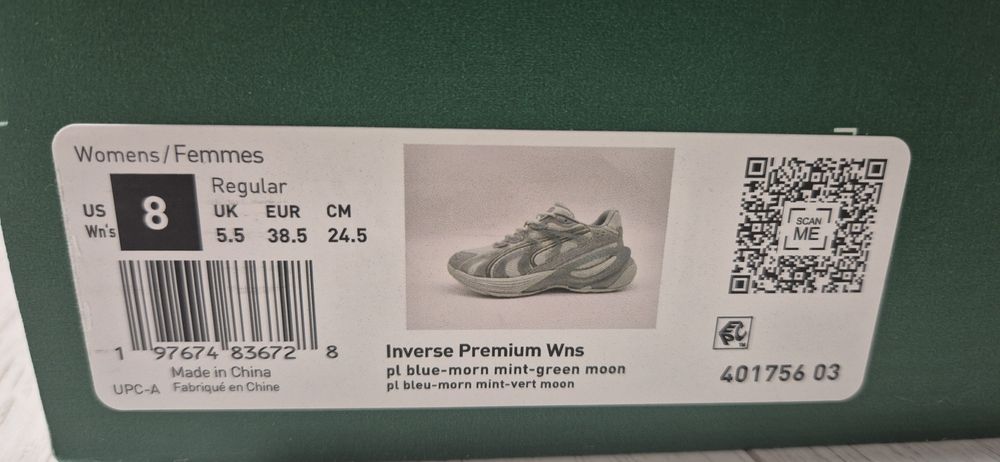 Womens/Femmes
US
Wn's
8
Regular
UK EUR CM
5.5 38.5 24.5
1 97674 83672 8
Made in China
UPC-A Fabriqué en Chine
Inverse Premium Wns
pl blue-morn mint-green moon
pl bleu-morn mint-vert moon
SCAN
ME
EPC™
401756 03